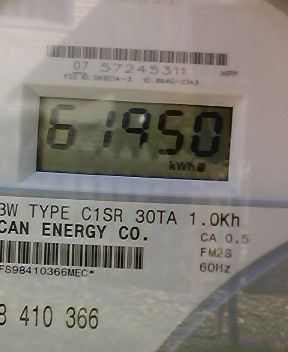 07 57245311
61950
kWh
3W TYPE C1SR 30TA 1.0Kh
CAN ENERGY CO.
CA 0.5
FM2S
60Hz
FS98410366MEC*
8 410 366